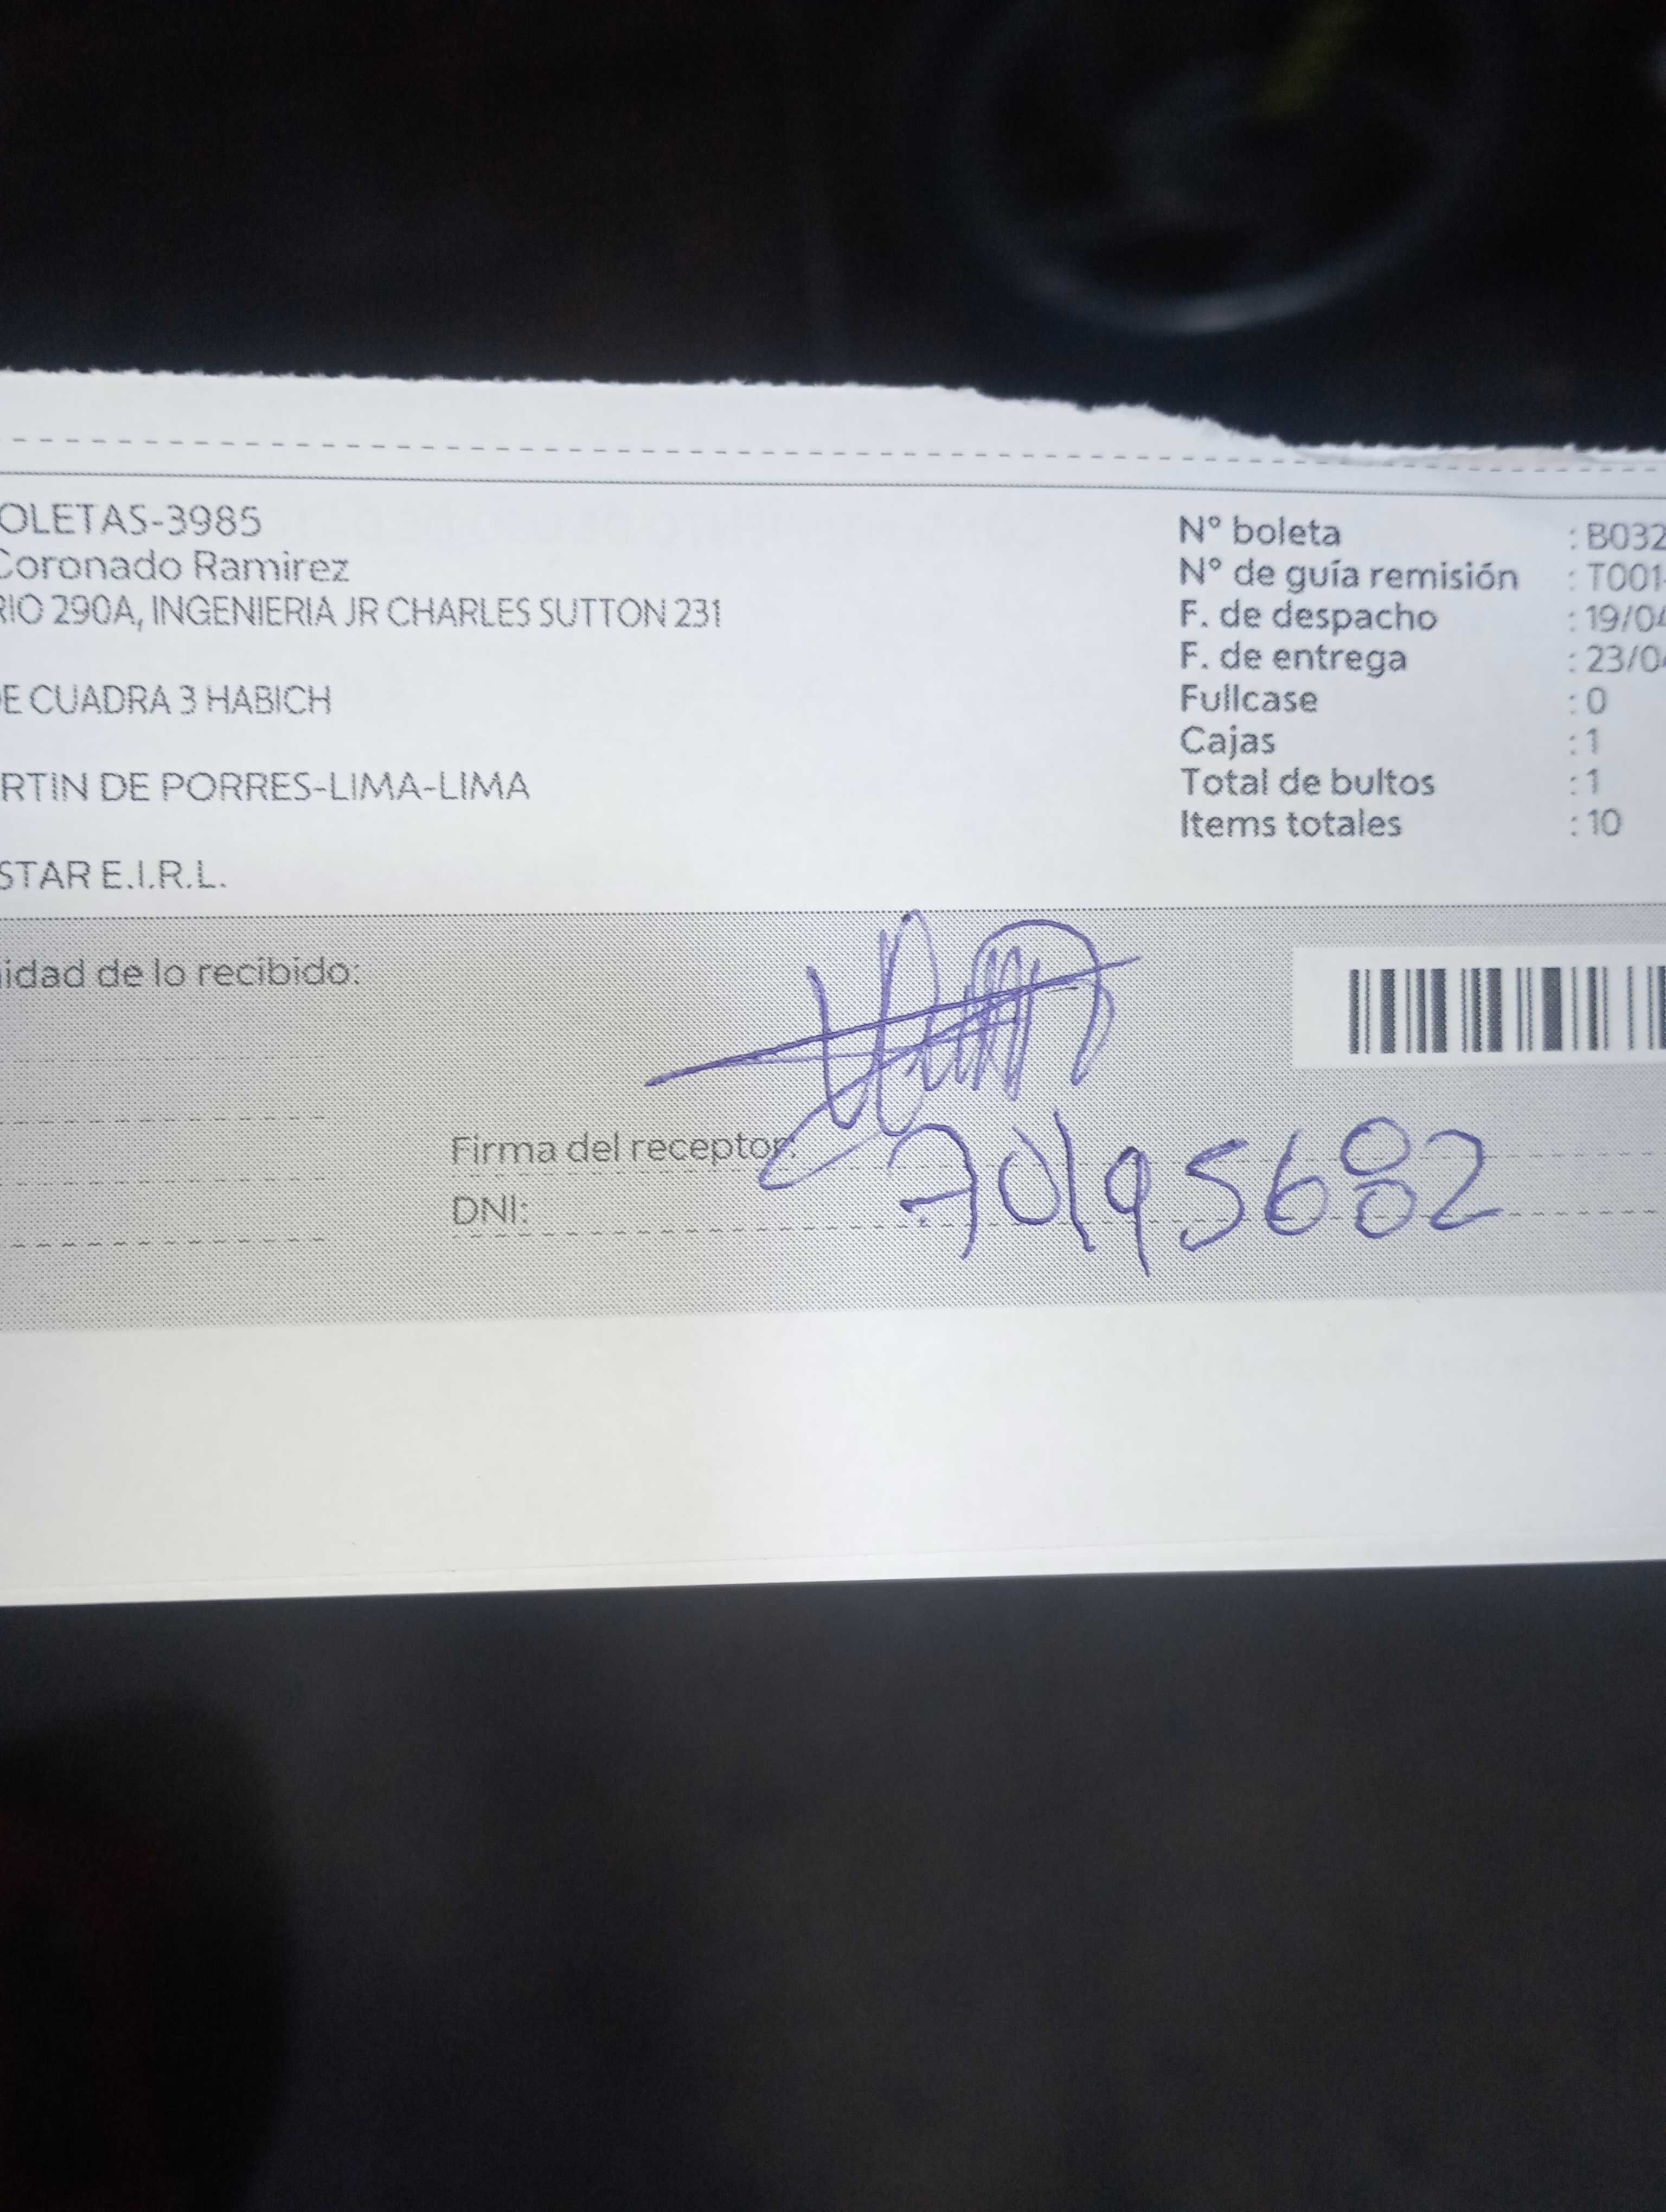 OLETAS-3985
Coronado Ramirez
RIO 290A, INGENIERIA JR CHARLES SUTTON 231
E CUADRA 3 HABICH
RTIN DE PORRES-LIMA-LIMA
STAR E.I.R.L.
N° boleta : B032
N° de guía remisión : T001-
F. de despacho : 19/04
F. de entrega : 23/04
Fullcase : 0
Cajas : 1
Total de bultos : 1
Items totales : 10
idad de lo recibido:
Firma del receptor:
DNI: 70195682